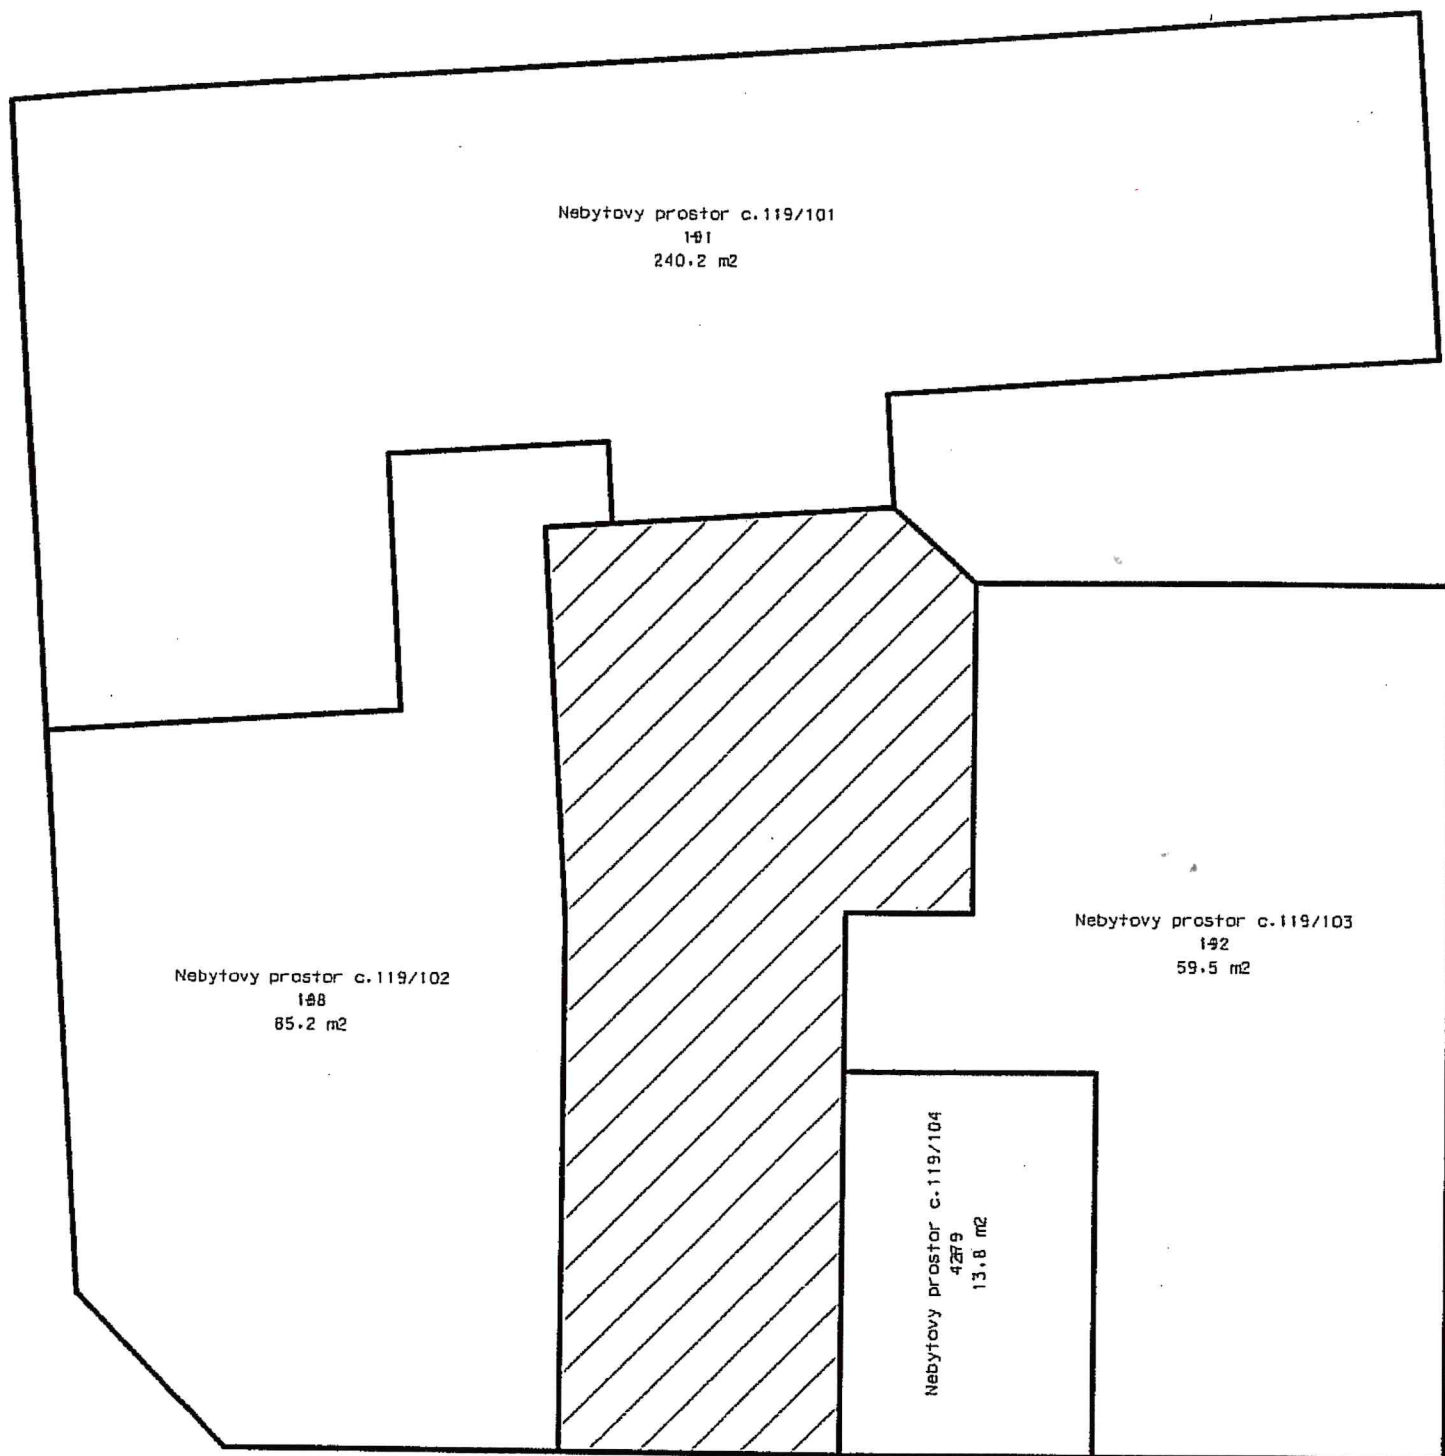 Nebytovy prostor c.119/101
240.2 m2
Nebytovy prostor c.119/102
85.2 m2
Nebytovy prostor c.119/103
59.5 m2
Nebytovy prostor c.119/104
13.8 m2